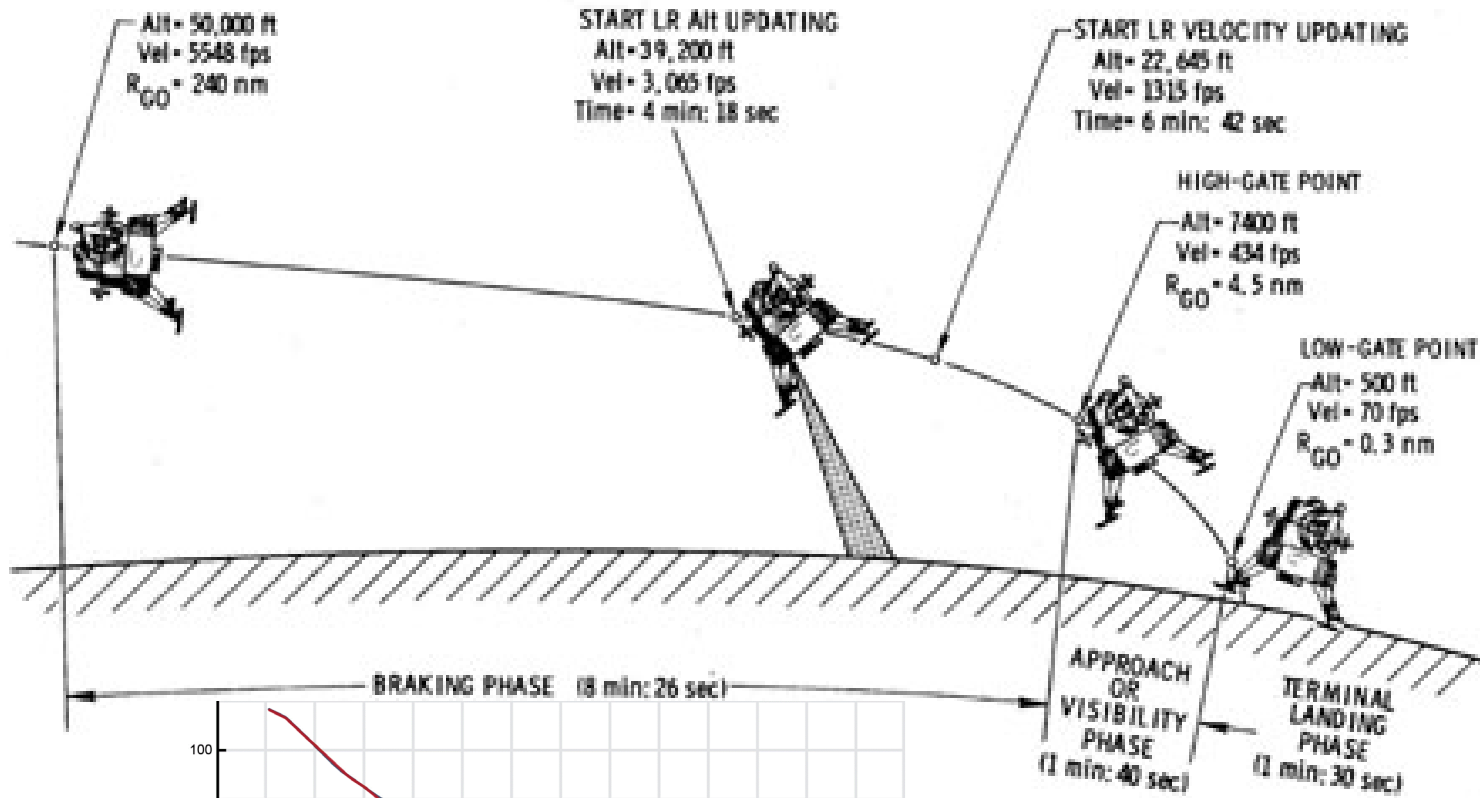 Alt= 50,000 ft
Vel= 5548 fps
R GO = 240 nm
START LR Alt UPDATING
Alt=39,200 ft
Vel= 3,065 fps
Time= 4 min: 18 sec
START LR VELOCITY UPDATING
Alt= 22,645 ft
Vel= 1315 fps
Time= 6 min: 42 sec
HIGH-GATE POINT
Alt= 7400 ft
Vel= 434 fps
R GO = 4.5 nm
LOW-GATE POINT
Alt= 500 ft
Vel= 70 fps
R GO = 0.3 nm
BRAKING PHASE (8 min: 26 sec)
APPROACH
OR
VISIBILITY
PHASE
(1 min: 40 sec)
TERMINAL
LANDING
PHASE
(1 min: 30 sec)
100